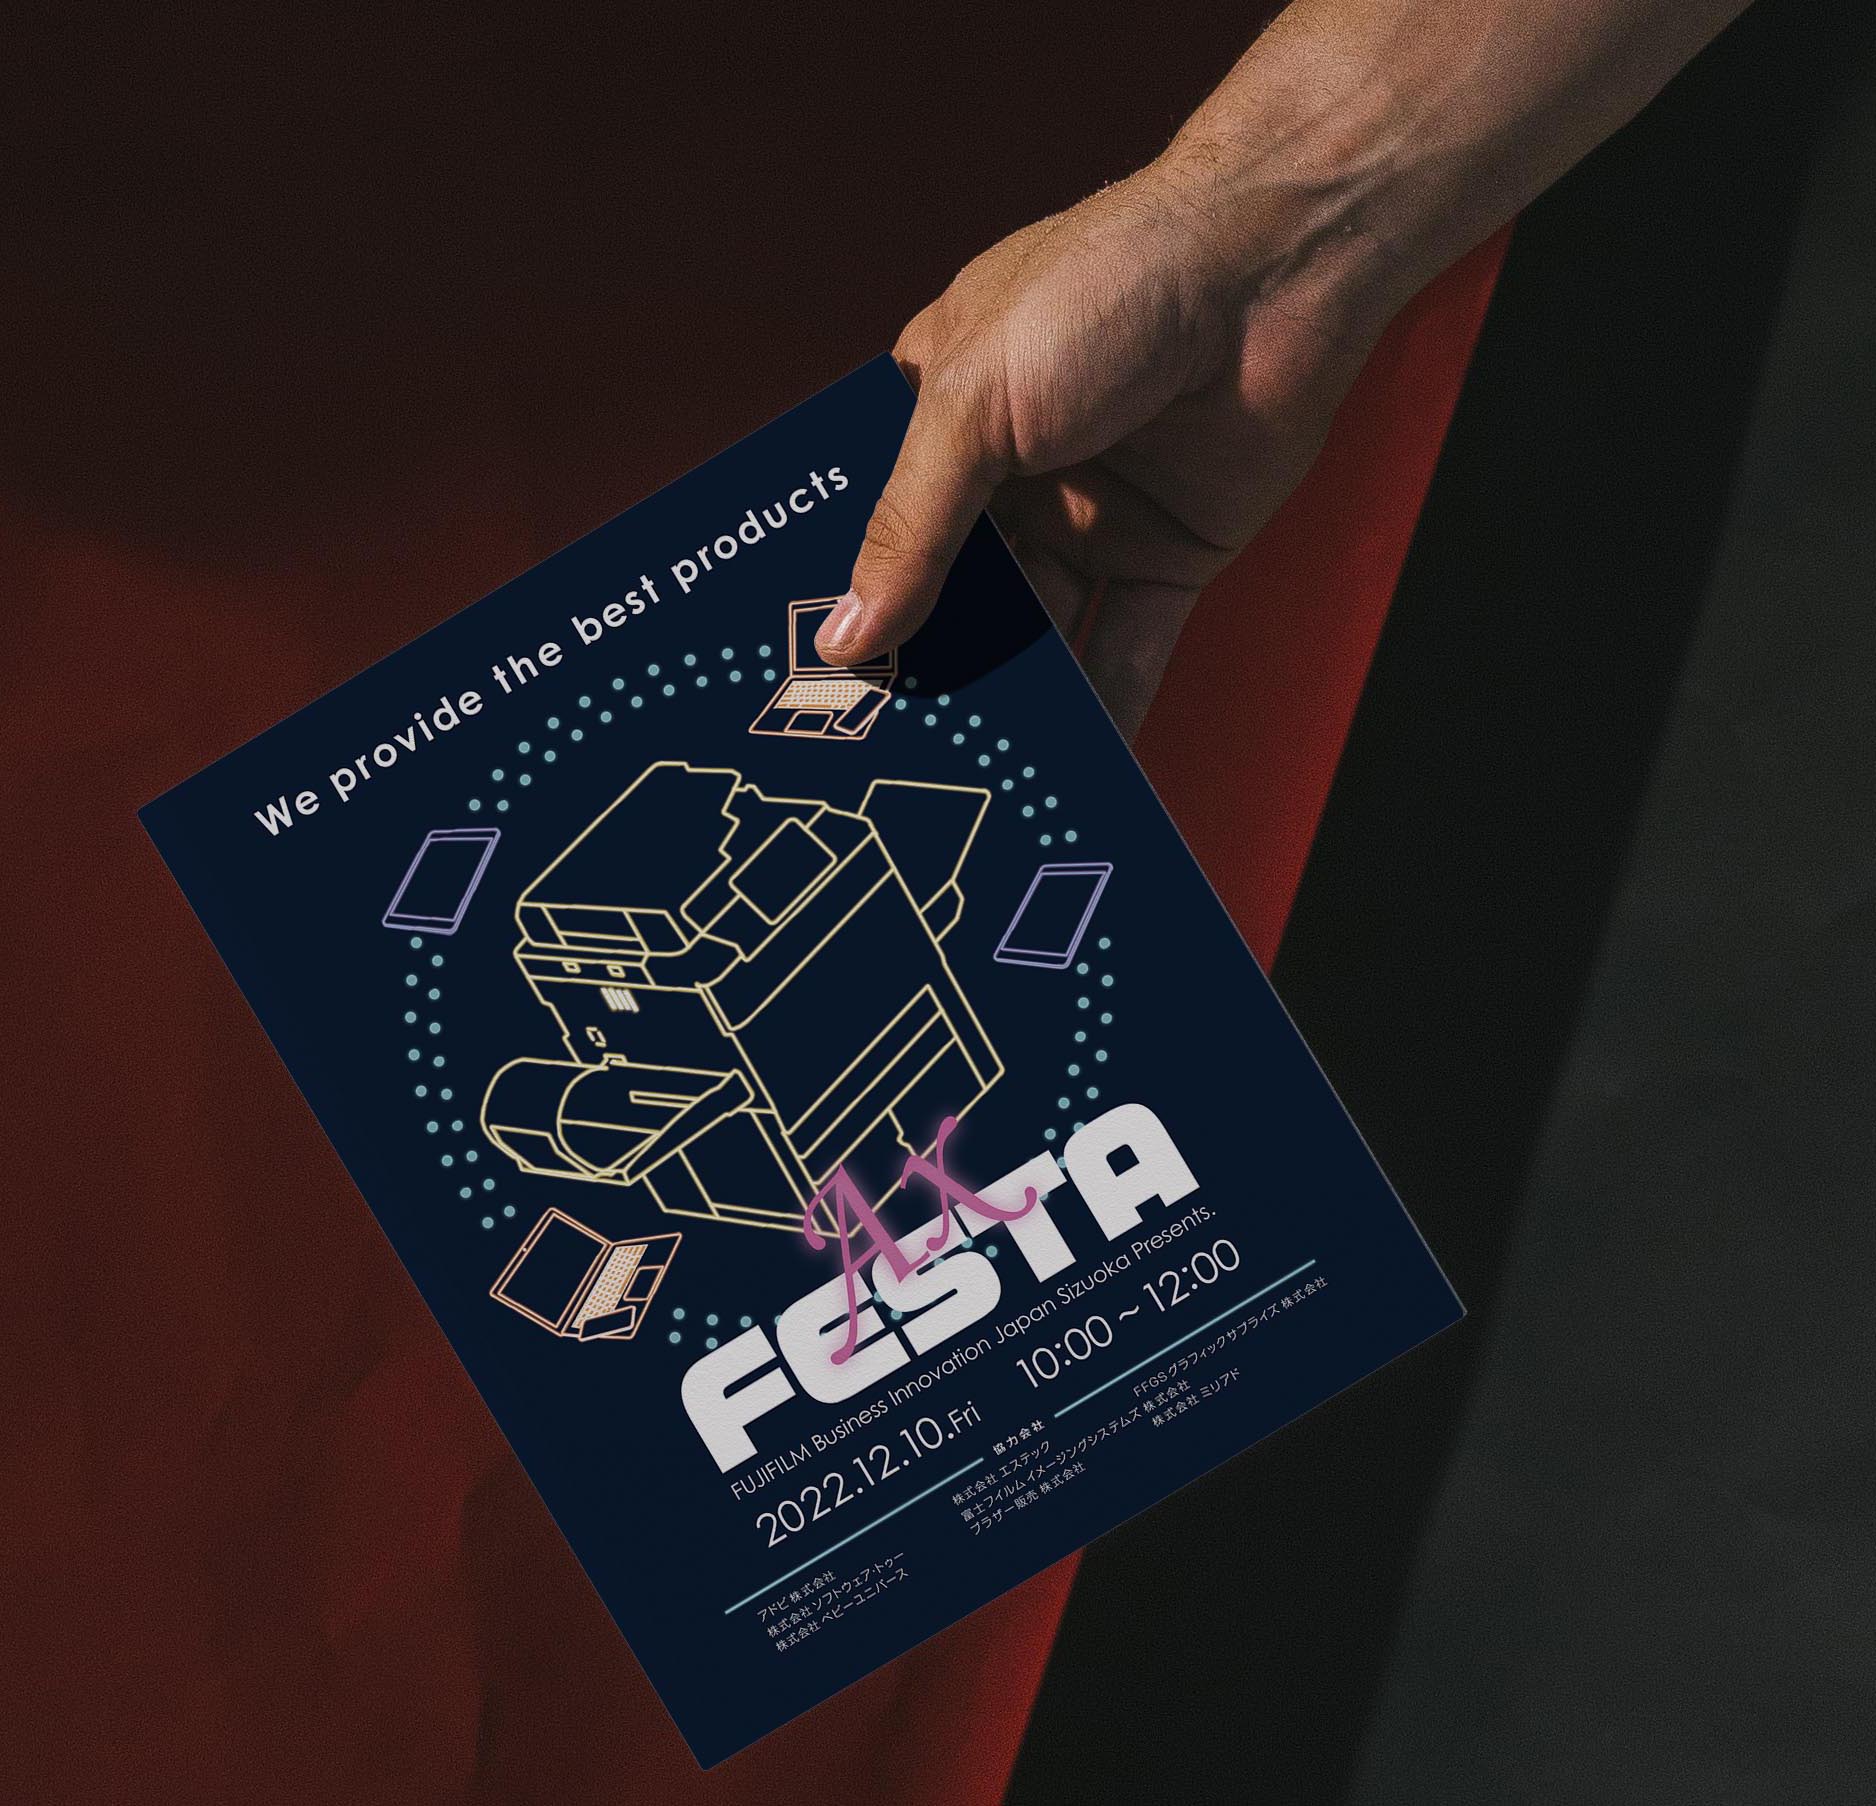 We provide the best products
Ax
FESTA
FUJIFILM Business Innovation Japan Sizuoka Presents.
2022.12.10.Fri 10:00～12:00
協力会社
アドビ 株式会社
株式会社 ソフトウェア・トゥー
株式会社 ベビーユニバース
株式会社 エステック
富士フイルム イメージングシステムズ 株式会社
ブラザー販売 株式会社
FFGS グラフィックサプライズ 株式会社
株式会社 ミリアド